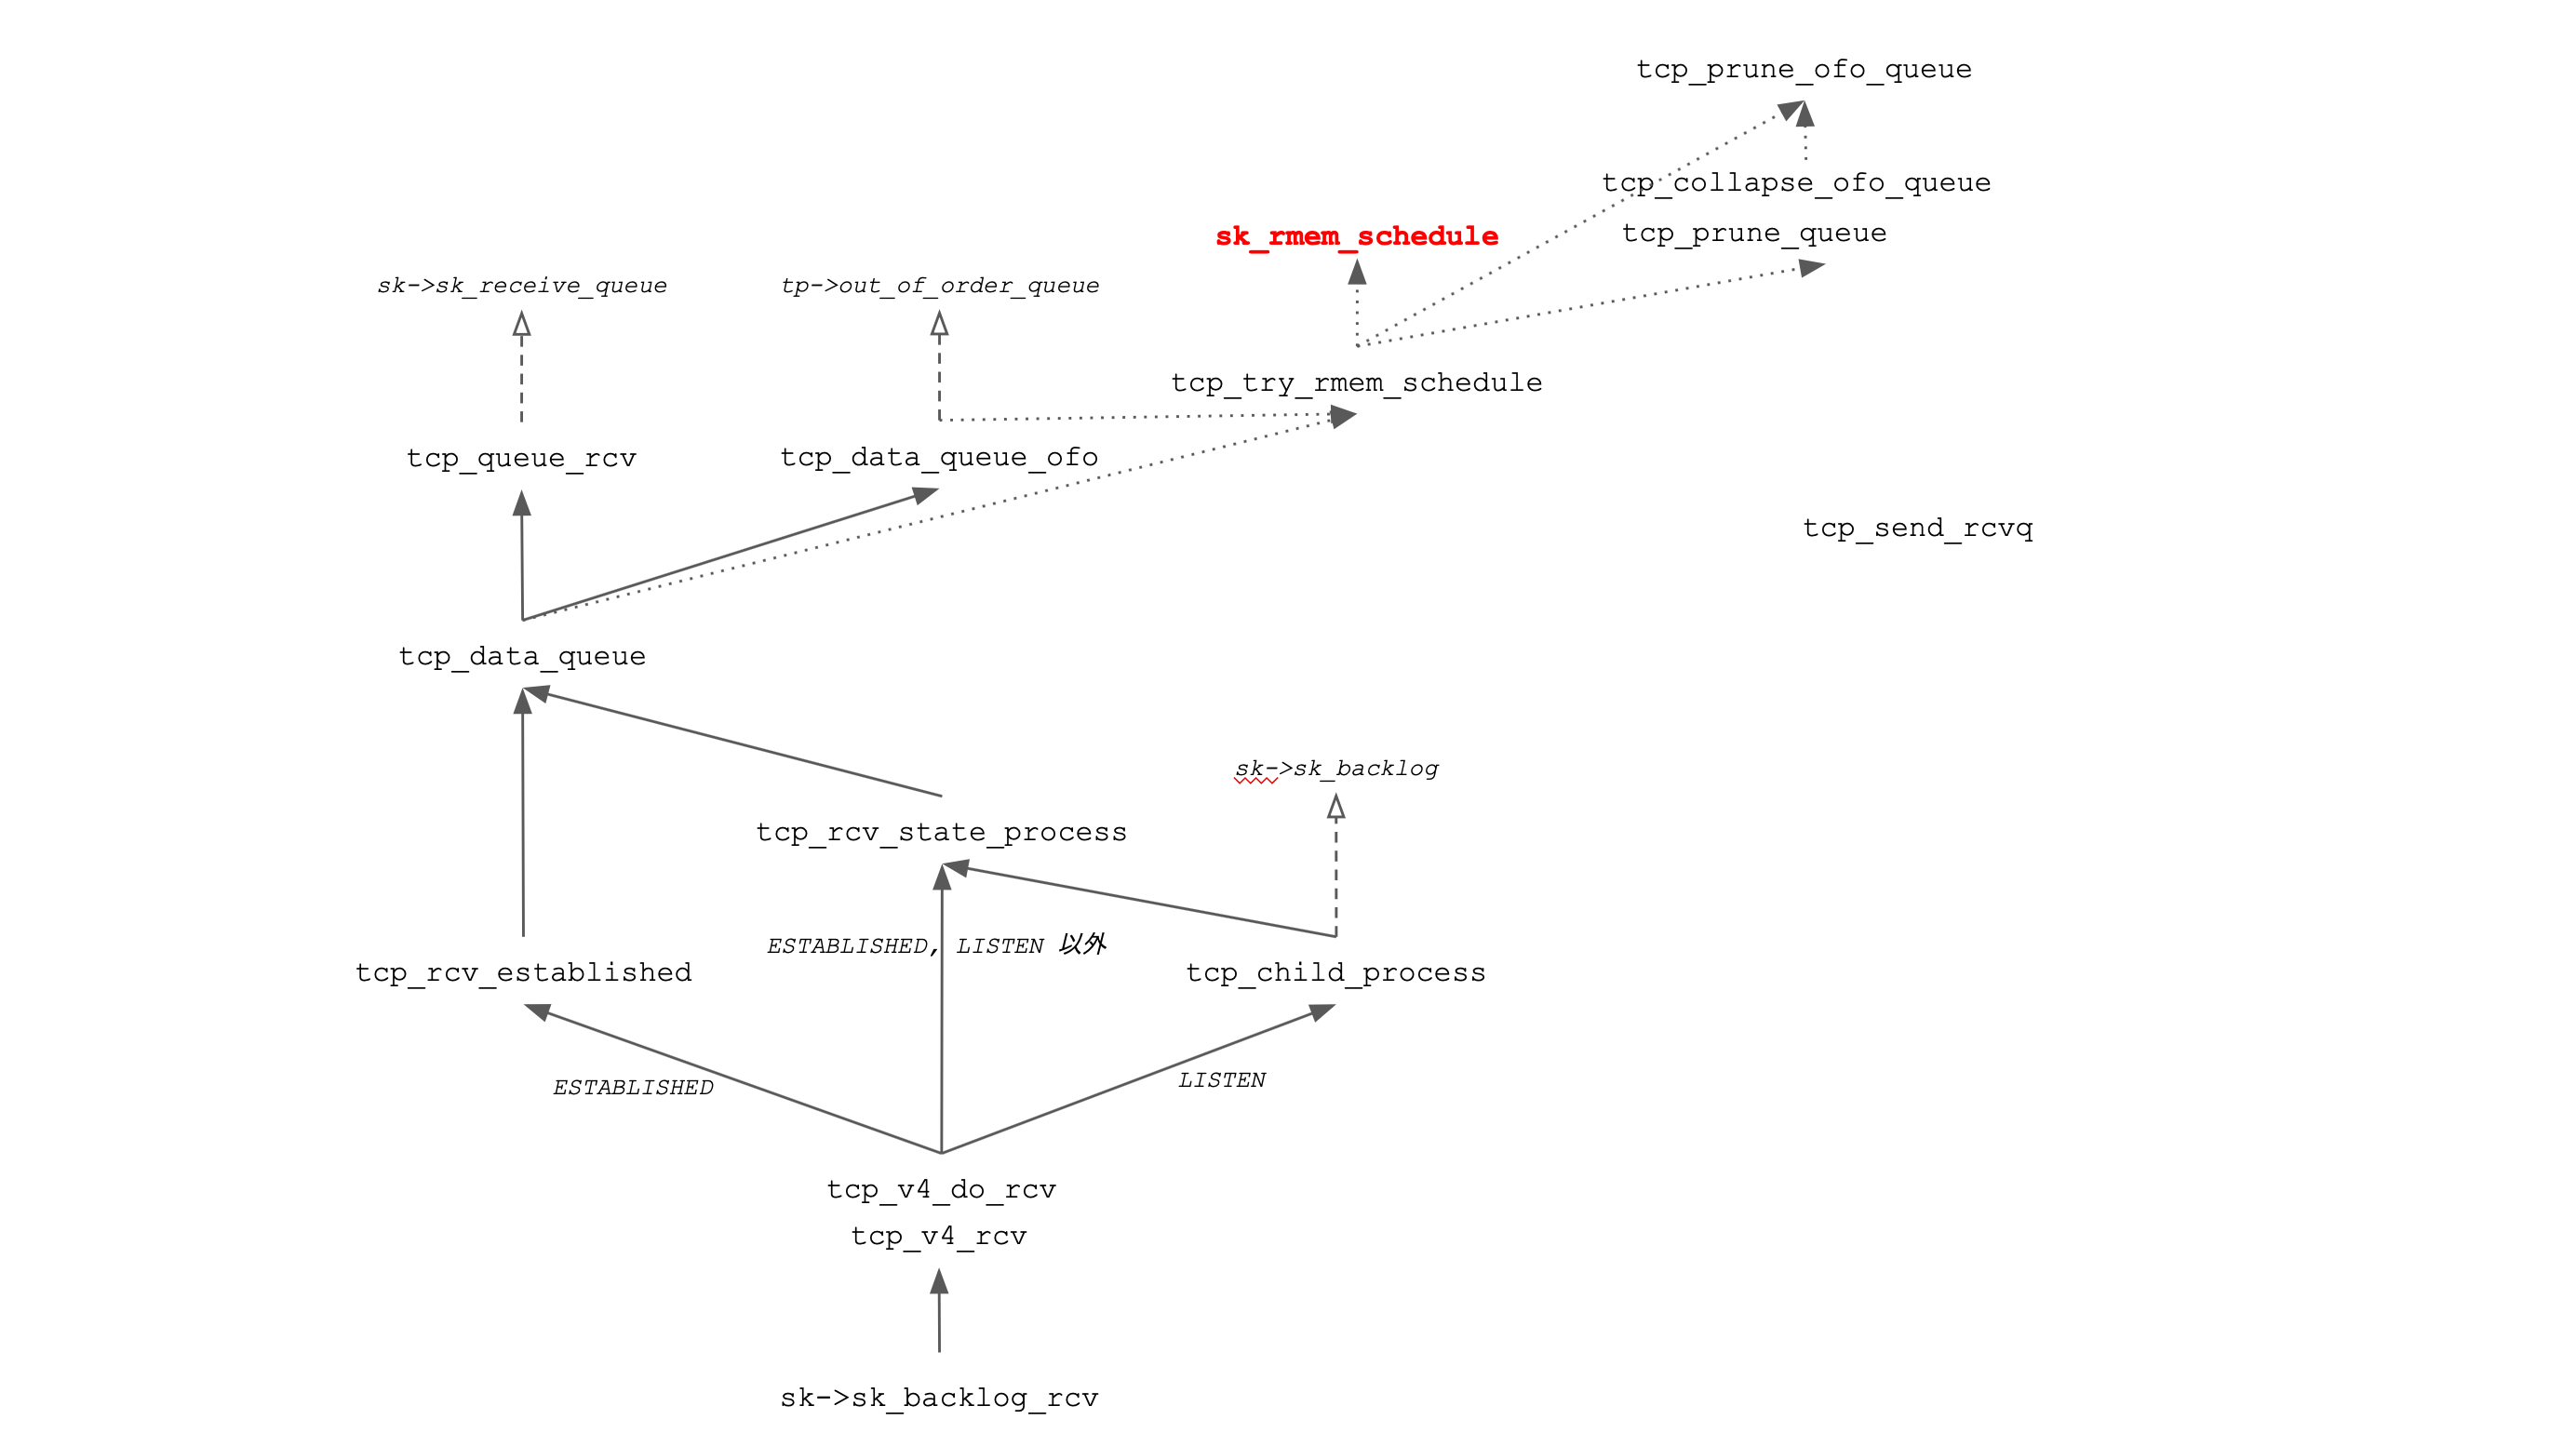 tcp_prune_ofo_queue
tcp_collapse_ofo_queue
sk_rmem_schedule
tcp_prune_queue
sk->sk_receive_queue
tp->out_of_order_queue
tcp_try_rmem_schedule
tcp_queue_rcv
tcp_data_queue_ofo
tcp_send_rcvq
tcp_data_queue
sk->sk_backlog
tcp_rcv_state_process
ESTABLISHED, LISTEN 以外
tcp_rcv_established
tcp_child_process
ESTABLISHED
LISTEN
tcp_v4_do_rcv
tcp_v4_rcv
sk->sk_backlog_rcv